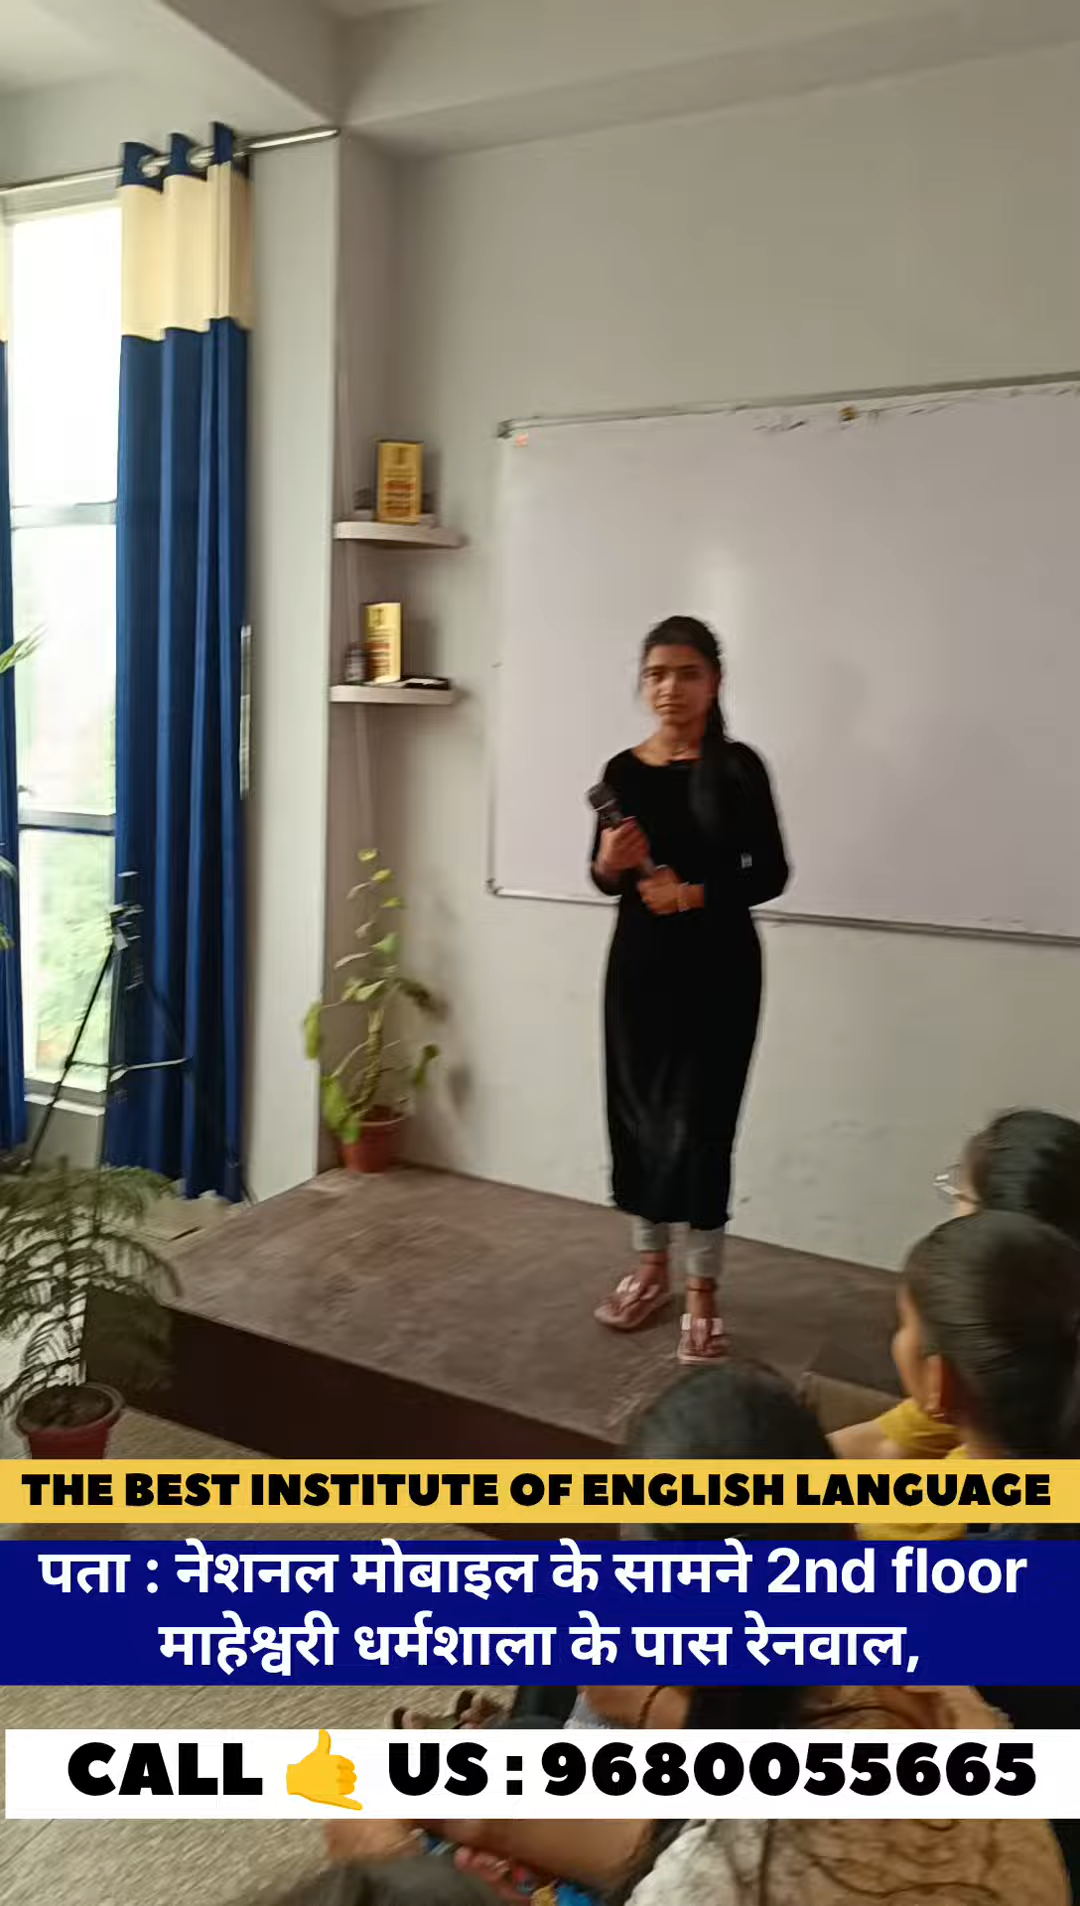 THE BEST INSTITUTE OF ENGLISH LANGUAGE
पता : नेशनल मोबाइल के सामने 2nd floor
माहेश्वरी धर्मशाला के पास रेनवाल,
CALL 🤙 US : 9680055665